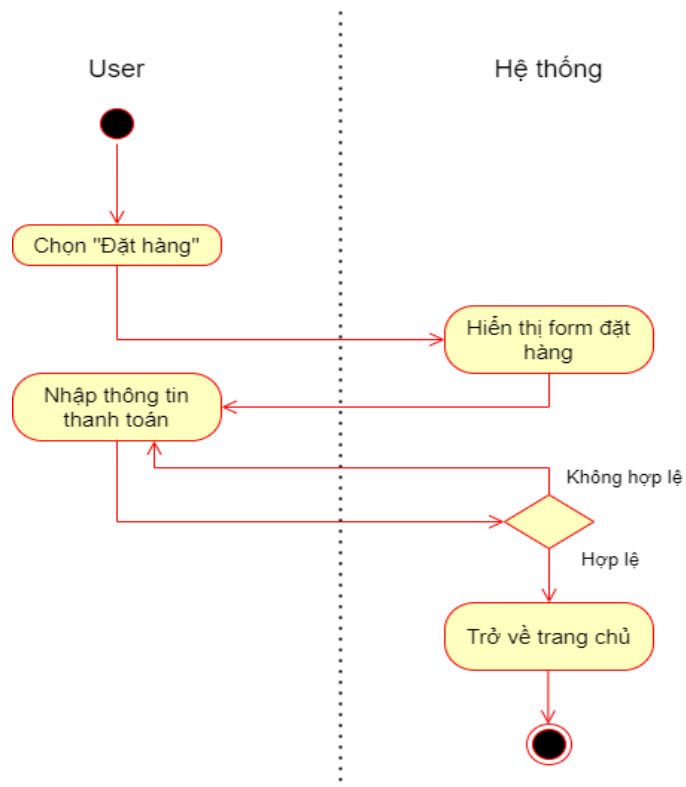 User
Hệ thống
Chọn "Đặt hàng"
Hiển thị form đặt
hàng
Nhập thông tin
thanh toán
Không hợp lệ
Hợp lệ
Trở về trang chủ